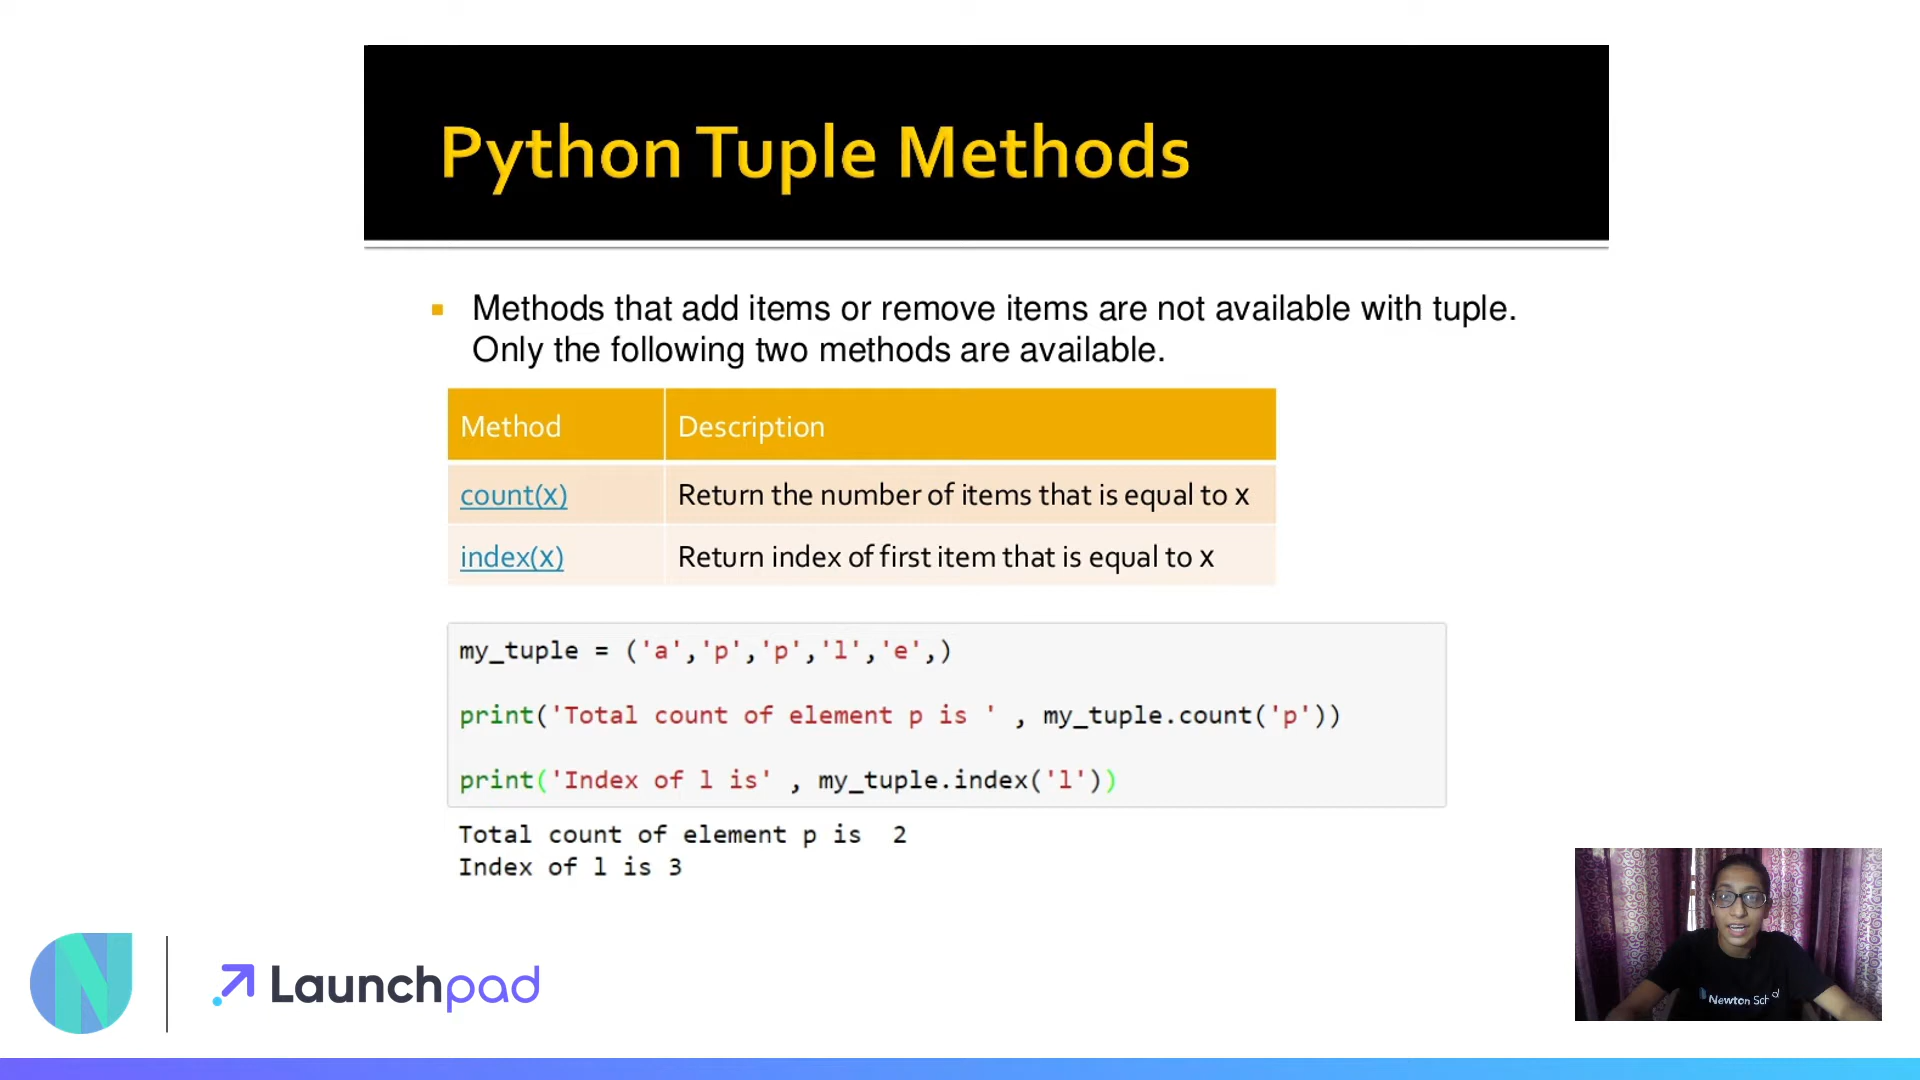 Python Tuple Methods
Methods that add items or remove items are not available with tuple.
Only the following two methods are available.
Method Description
count(x) Return the number of items that is equal to x
index(x) Return index of first item that is equal to x
my_tuple = ('a','p','p','l','e',)
print('Total count of element p is ' , my_tuple.count('p'))
print('Index of l is' , my_tuple.index('l'))
Total count of element p is  2
Index of l is 3
Launchpad
Newton School